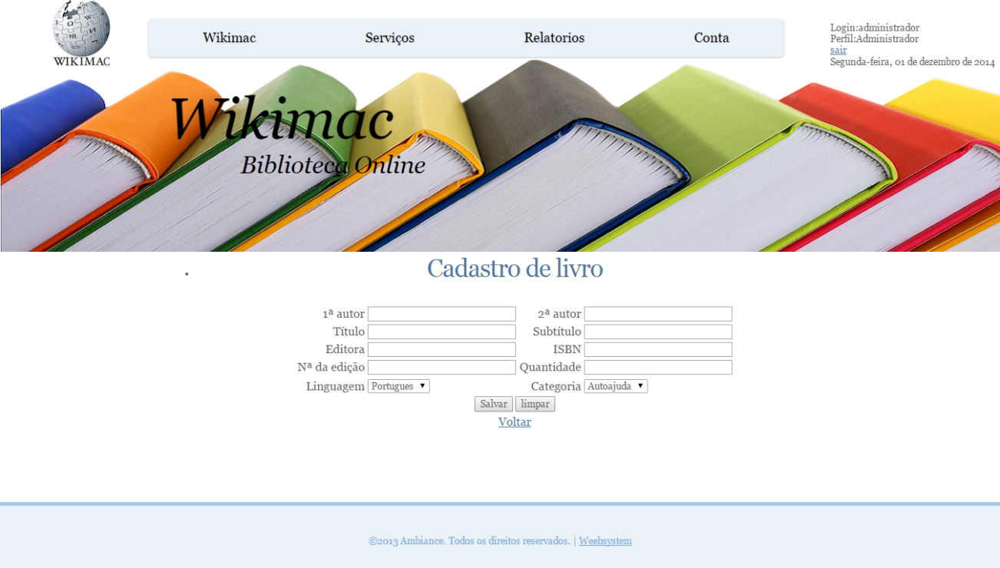 WIKIMAC
Wikimac Serviços Relatorios Conta
Login:administrador
Perfil:Administrador
sair
Segunda-feira, 01 de dezembro de 2014
Wikimac
Biblioteca Online
Cadastro de livro
1ª autor 2ª autor
Título Subtítulo
Editora ISBN
Nª da edição Quantidade
Linguagem Portugues Categoria Autoajuda
Salvar limpar
Voltar
©2013 Ambiance. Todos os direitos reservados. | Weebsystem